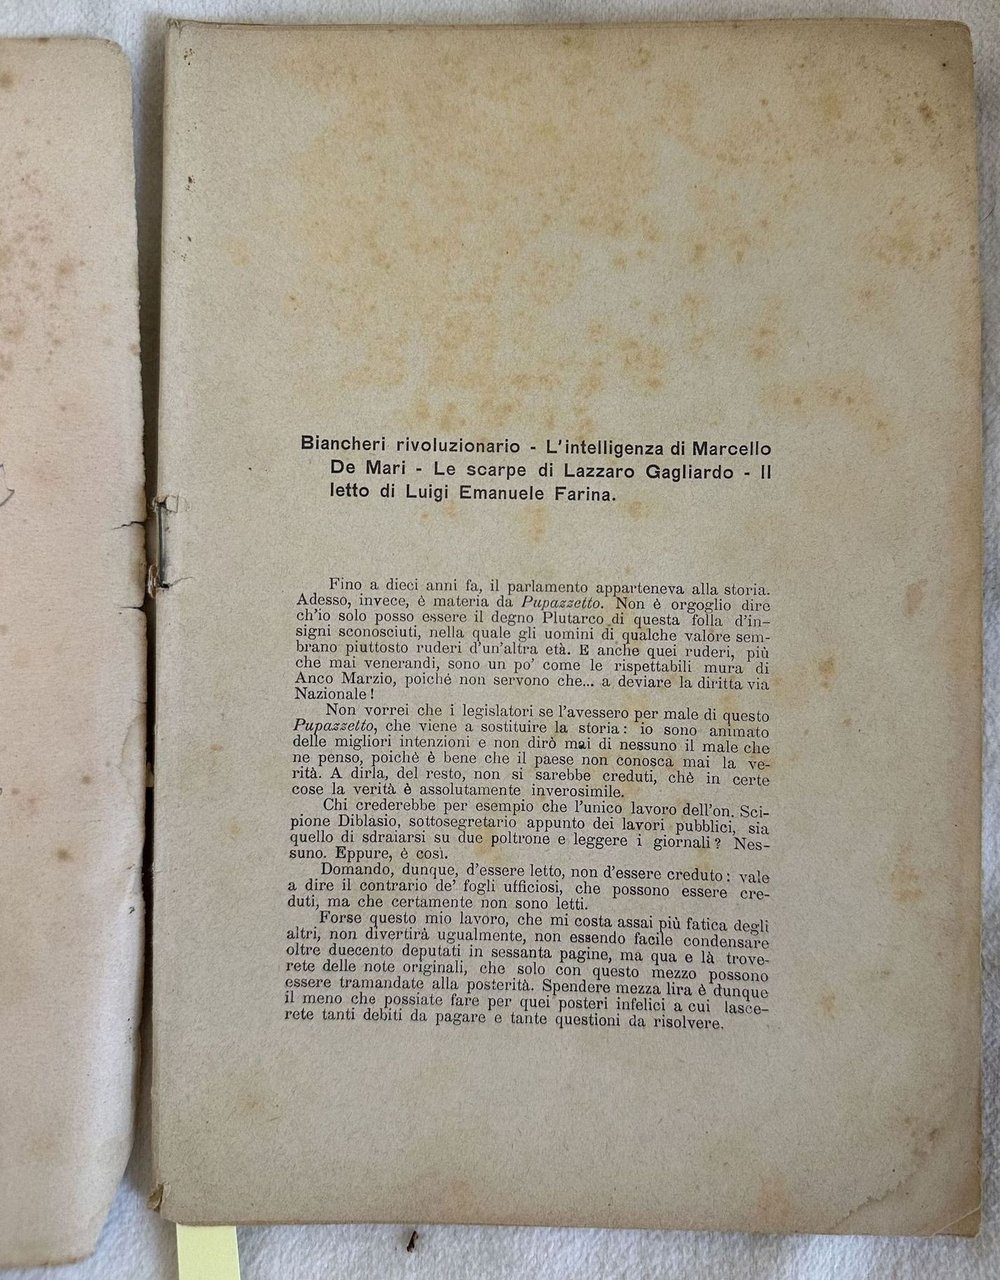 Biancheri rivoluzionario - L'intelligenza di Marcello
De Mari - Le scarpe di Lazzaro Gagliardo - Il
letto di Luigi Emanuele Farina.
Fino a dieci anni fa, il parlamento apparteneva alla storia.
Adesso, invece, è materia da Pupazzetto. Non è orgoglio dire
ch'io solo posso essere il degno Plutarco di questa folla d'in-
signi sconosciuti, nella quale gli uomini di qualche valore sem-
brano piuttosto ruderi d'un'altra età. E anche quei ruderi, più
che mai venerandi, sono un po' come le rispettabili mura di
Anco Marzio, poiché non servono che... a deviare la diritta via
Nazionale!
Non vorrei che i legislatori se l'avessero per male di questo
Pupazzetto, che viene a sostituire la storia: io sono animato
delle migliori intenzioni e non dirò mai di nessuno il male che
ne penso, poichè è bene che il paese non conosca mai la ve-
rità. A dirla, del resto, non si sarebbe creduti, chè in certe
cose la verità è assolutamente inverosimile.
Chi crederebbe per esempio che l'unico lavoro dell'on. Sci-
pione Diblasio, sottosegretario appunto dei lavori pubblici, sia
quello di sdraiarsi su due poltrone e leggere i giornali? Nes-
suno. Eppure, è così.
Domando, dunque, d'essere letto, non d'essere creduto: vale
a dire il contrario de' fogli ufficiosi, che possono essere cre-
duti, ma che certamente non sono letti.
Forse questo mio lavoro, che mi costa assai più fatica degli
altri, non divertirà ugualmente, non essendo facile condensare
oltre duecento deputati in sessanta pagine, ma qua e là trove-
rete delle note originali, che solo con questo mezzo possono
essere tramandate alla posterità. Spendere mezza lira è dunque
il meno che possiate fare per quei posteri infelici a cui lasce-
rete tanti debiti da pagare e tante questioni da risolvere.